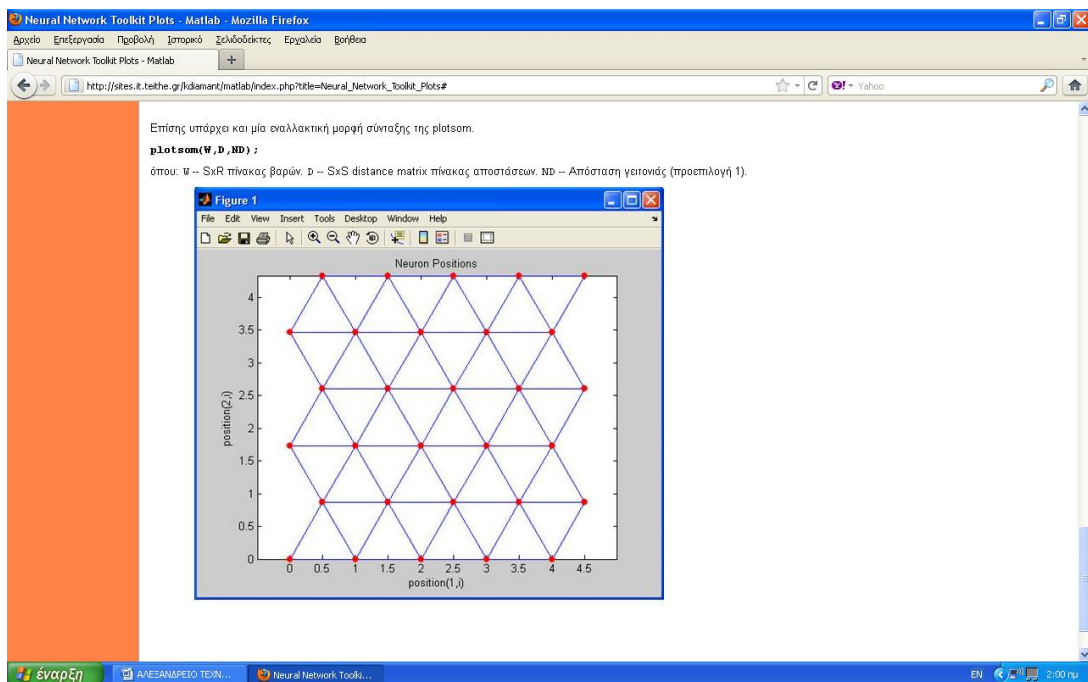 Neural Network Toolkit Plots - Matlab - Mozilla Firefox
Αρχείο Επεξεργασία Προβολή Ιστορικό Σελιδοδείκτες Εργαλεία Βοήθεια
Neural Network Toolkit Plots - Matlab
http://sites.it.teithe.gr/kdiamant/matlab/index.php?title=Neural_Network_Toolkit_Plots#
Yahoo
Επίσης υπάρχει και μία εναλλακτική μορφή σύνταξης της plotsom.
plotsom(W,D,ND);
όπου: W -- SxR πίνακας βαρών. D -- SxS distance matrix πίνακας αποστάσεων. ND -- Απόσταση γειτονιάς (προεπιλογή 1).
Figure 1
File Edit View Insert Tools Desktop Window Help
Neuron Positions
4
3.5
3
2.5
2
1.5
1
0.5
0
position(2,i)
0 0.5 1 1.5 2 2.5 3 3.5 4 4.5
position(1,i)
έναρξη ΑΛΕΞΑΝΔΡΕΙΟ ΤΕΧΝ... Neural Network Toolki... EN 2:00 πμ